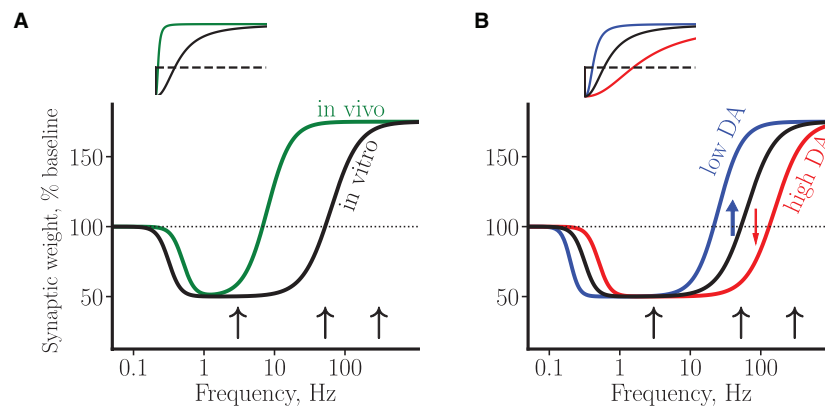 A
in vivo
in vitro
Synaptic weight, % baseline
150
100
50
0.1
1
10
100
Frequency, Hz
B
low DA
high DA
150
100
50
0.1
1
10
100
Frequency, Hz